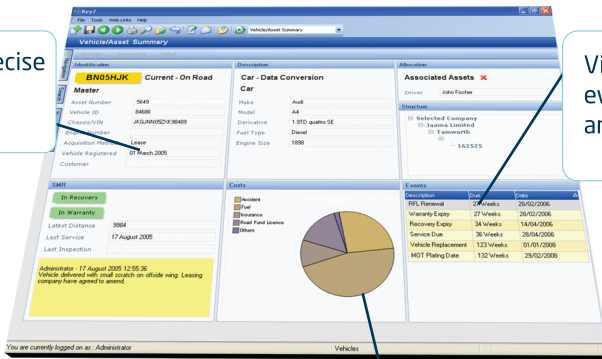 Key2
File Tools Web Links Help
Vehicle/Asset Summary
Vehicle/Asset Summary
Navigation
Search
Identification
BN05HJK Current - On Road
Master
Asset Number 5649
Vehicle ID 84686
Chassis/VIN JKGJNN05ZXK98489
Engine Number
Acquisition Method Lease
Vehicle Registered 01 March 2005
Customer
Description
Car - Data Conversion
Car
Make Audi
Model A4
Derivative 1.9TD quattro SE
Fuel Type Diesel
Engine Size 1898
Allocation
Associated Assets
Driver John Fischer
Structure
Selected Company
Jaama Limited
Tamworth
162525
SMR
In Recovery
In Warranty
Latest Distance 9984
Last Service 17 August 2005
Last Inspection
Administrator - 17 August 2005 12:55:36
Vehicle delivered with small scratch on offside wing. Leasing
company have agreed to amend.
Costs
Accident
Fuel
Insurance
Road Fund Licence
Others
Events
Description Due Date
RFL Renewal 27 Weeks 28/02/2006
Warranty Expiry 27 Weeks 28/02/2006
Recovery Expiry 34 Weeks 14/04/2006
Service Due 36 Weeks 28/04/2006
Vehicle Replacement 123 Weeks 01/01/2008
MOT Plating Date 132 Weeks 29/02/2008
You are currently logged on as : Administrator
Vehicles